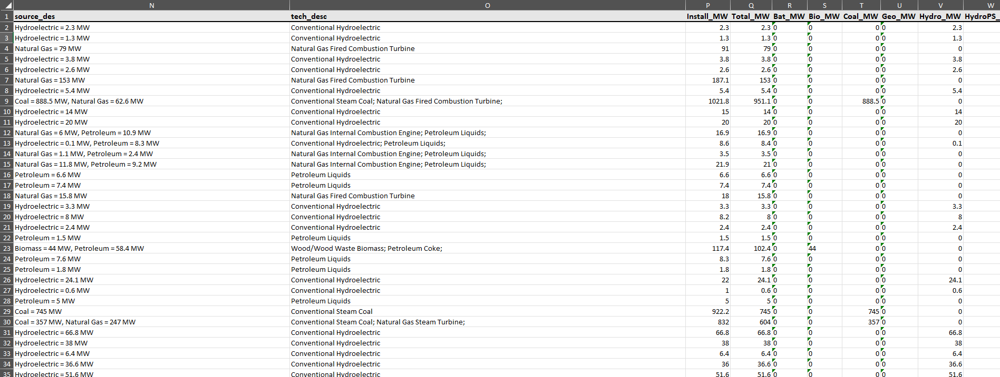 N O P Q R S T U V W
1 source_des tech_desc Install_MW Total_MW Bat_MW Bio_MW Coal_MW Geo_MW Hydro_MW HydroPS_
2 Hydroelectric = 2.3 MW Conventional Hydroelectric 2.3 2.3 0 0 0 0 2.3
3 Hydroelectric = 1.3 MW Conventional Hydroelectric 1.3 1.3 0 0 0 0 1.3
4 Natural Gas = 79 MW Natural Gas Fired Combustion Turbine 91 79 0 0 0 0 0
5 Hydroelectric = 3.8 MW Conventional Hydroelectric 3.8 3.8 0 0 0 0 3.8
6 Hydroelectric = 2.6 MW Conventional Hydroelectric 2.6 2.6 0 0 0 0 2.6
7 Natural Gas = 153 MW Natural Gas Fired Combustion Turbine 187.1 153 0 0 0 0 0
8 Hydroelectric = 5.4 MW Conventional Hydroelectric 5.4 5.4 0 0 0 0 5.4
9 Coal = 888.5 MW, Natural Gas = 62.6 MW Conventional Steam Coal; Natural Gas Fired Combustion Turbine; 1021.8 951.1 0 0 888.5 0 0
10 Hydroelectric = 14 MW Conventional Hydroelectric 15 14 0 0 0 0 14
11 Hydroelectric = 20 MW Conventional Hydroelectric 20 20 0 0 0 0 20
12 Natural Gas = 6 MW, Petroleum = 10.9 MW Natural Gas Internal Combustion Engine; Petroleum Liquids; 16.9 16.9 0 0 0 0 0
13 Hydroelectric = 0.1 MW, Petroleum = 8.3 MW Conventional Hydroelectric; Petroleum Liquids; 8.6 8.4 0 0 0 0 0.1
14 Natural Gas = 1.1 MW, Petroleum = 2.4 MW Natural Gas Internal Combustion Engine; Petroleum Liquids; 3.5 3.5 0 0 0 0 0
15 Natural Gas = 11.8 MW, Petroleum = 9.2 MW Natural Gas Internal Combustion Engine; Petroleum Liquids; 21.9 21 0 0 0 0 0
16 Petroleum = 6.6 MW Petroleum Liquids 6.6 6.6 0 0 0 0 0
17 Petroleum = 7.4 MW Petroleum Liquids 7.4 7.4 0 0 0 0 0
18 Natural Gas = 15.8 MW Natural Gas Fired Combustion Turbine 18 15.8 0 0 0 0 0
19 Hydroelectric = 3.3 MW Conventional Hydroelectric 3.3 3.3 0 0 0 0 3.3
20 Hydroelectric = 8 MW Conventional Hydroelectric 8.2 8 0 0 0 0 8
21 Hydroelectric = 2.4 MW Conventional Hydroelectric 2.4 2.4 0 0 0 0 2.4
22 Petroleum = 1.5 MW Petroleum Liquids 1.5 1.5 0 0 0 0 0
23 Biomass = 44 MW, Petroleum = 58.4 MW Wood/Wood Waste Biomass; Petroleum Coke; 117.4 102.4 0 44 0 0 0
24 Petroleum = 7.6 MW Petroleum Liquids 8.3 7.6 0 0 0 0 0
25 Petroleum = 1.8 MW Petroleum Liquids 1.8 1.8 0 0 0 0 0
26 Hydroelectric = 24.1 MW Conventional Hydroelectric 22 24.1 0 0 0 0 24.1
27 Hydroelectric = 0.6 MW Conventional Hydroelectric 1 0.6 0 0 0 0 0.6
28 Petroleum = 5 MW Petroleum Liquids 5 5 0 0 0 0 0
29 Coal = 745 MW Conventional Steam Coal 922.2 745 0 0 745 0 0
30 Coal = 357 MW, Natural Gas = 247 MW Conventional Steam Coal; Natural Gas Steam Turbine; 832 604 0 0 357 0 0
31 Hydroelectric = 66.8 MW Conventional Hydroelectric 66.8 66.8 0 0 0 0 66.8
32 Hydroelectric = 38 MW Conventional Hydroelectric 38 38 0 0 0 0 38
33 Hydroelectric = 6.4 MW Conventional Hydroelectric 6.4 6.4 0 0 0 0 6.4
34 Hydroelectric = 36.6 MW Conventional Hydroelectric 36 36.6 0 0 0 0 36.6
35 Hydroelectric = 51.6 MW Conventional Hydroelectric 51.6 51.6 0 0 0 0 51.6